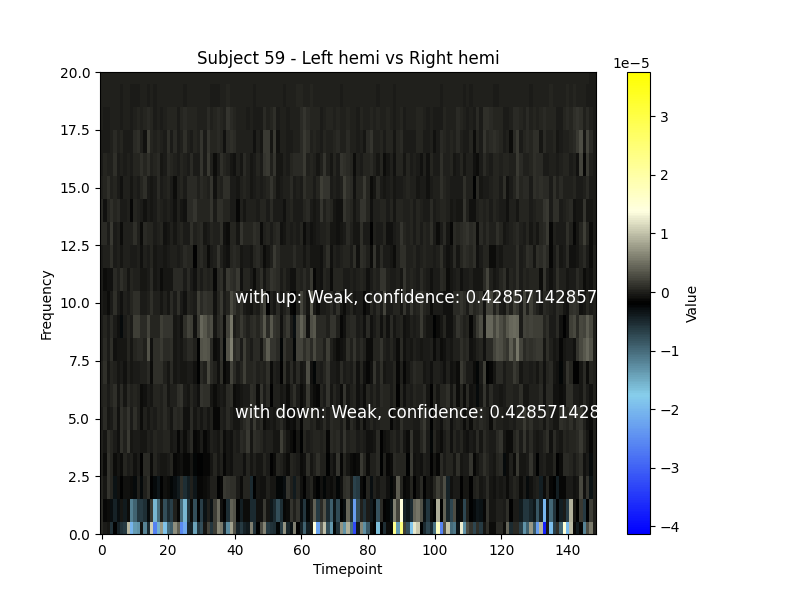 Subject 59 - Left hemi vs Right hemi
1e−5
20.0
17.5
15.0
12.5
10.0
7.5
5.0
2.5
0.0
Frequency
with up: Weak, confidence: 0.42857142857
with down: Weak, confidence: 0.428571428
0 20 40 60 80 100 120 140
Timepoint
3
2
1
0
−1
−2
−3
−4
Value